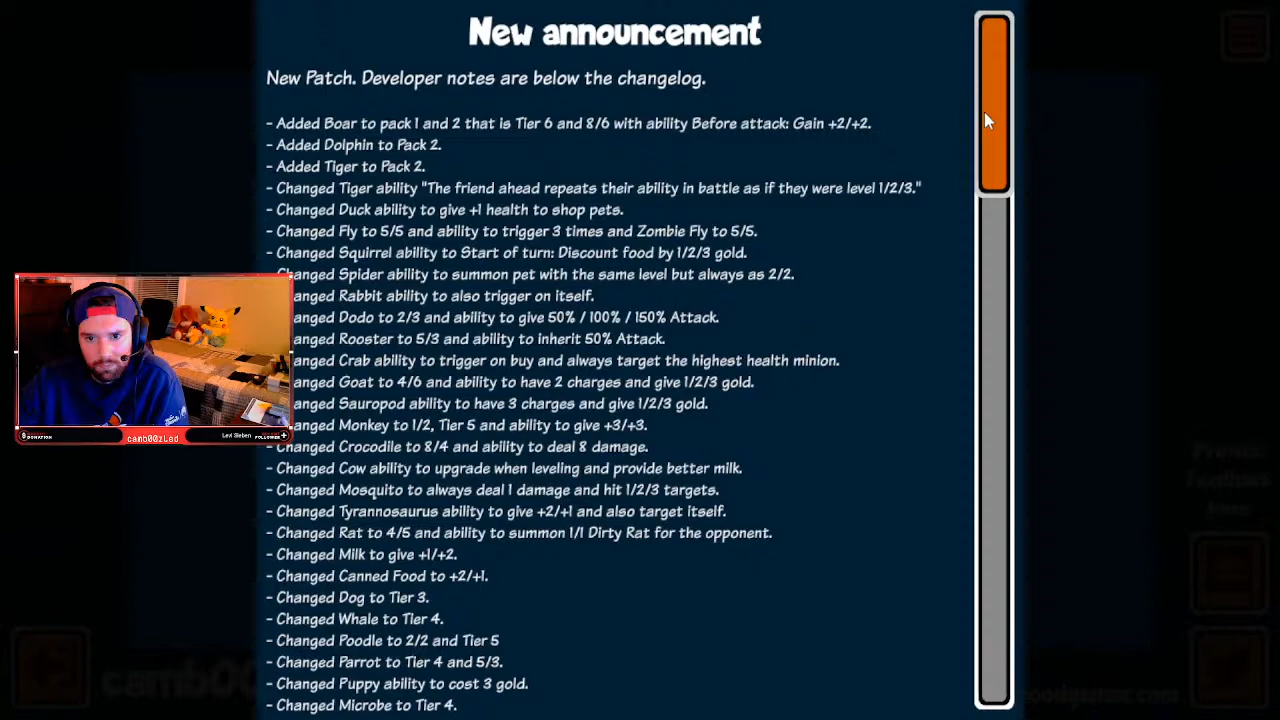 New announcement
New Patch. Developer notes are below the changelog.
- Added Boar to pack 1 and 2 that is Tier 6 and 8/6 with ability Before attack: Gain +2/+2.
- Added Dolphin to Pack 2.
- Added Tiger to Pack 2.
- Changed Tiger ability "The friend ahead repeats their ability in battle as if they were level 1/2/3."
- Changed Duck ability to give +1 health to shop pets.
- Changed Fly to 5/5 and ability to trigger 3 times and Zombie Fly to 5/5.
- Changed Squirrel ability to Start of turn: Discount food by 1/2/3 gold.
Changed Spider ability to summon pet with the same level but always as 2/2.
anged Rabbit ability to also trigger on itself.
anged Dodo to 2/3 and ability to give 50% / 100% / 150% Attack.
anged Rooster to 5/3 and ability to inherit 50% Attack.
anged Crab ability to trigger on buy and always target the highest health minion.
anged Goat to 4/6 and ability to have 2 charges and give 1/2/3 gold.
anged Sauropod ability to have 3 charges and give 1/2/3 gold.
anged Monkey to 1/2, Tier 5 and ability to give +3/+3.
- Changed Crocodile to 8/4 and ability to deal 8 damage.
- Changed Cow ability to upgrade when leveling and provide better milk.
- Changed Mosquito to always deal 1 damage and hit 1/2/3 targets.
- Changed Tyrannosaurus ability to give +2/+1 and also target itself.
- Changed Rat to 4/5 and ability to summon 1/1 Dirty Rat for the opponent.
- Changed Milk to give +1/+2.
- Changed Canned Food to +2/+1.
- Changed Dog to Tier 3.
- Changed Whale to Tier 4.
- Changed Poodle to 2/2 and Tier 5
- Changed Parrot to Tier 4 and 5/3.
- Changed Puppy ability to cost 3 gold.
- Changed Microbe to Tier 4.
DONATION
camb00zLed
Levi Sieben
FOLLOWER
camb00